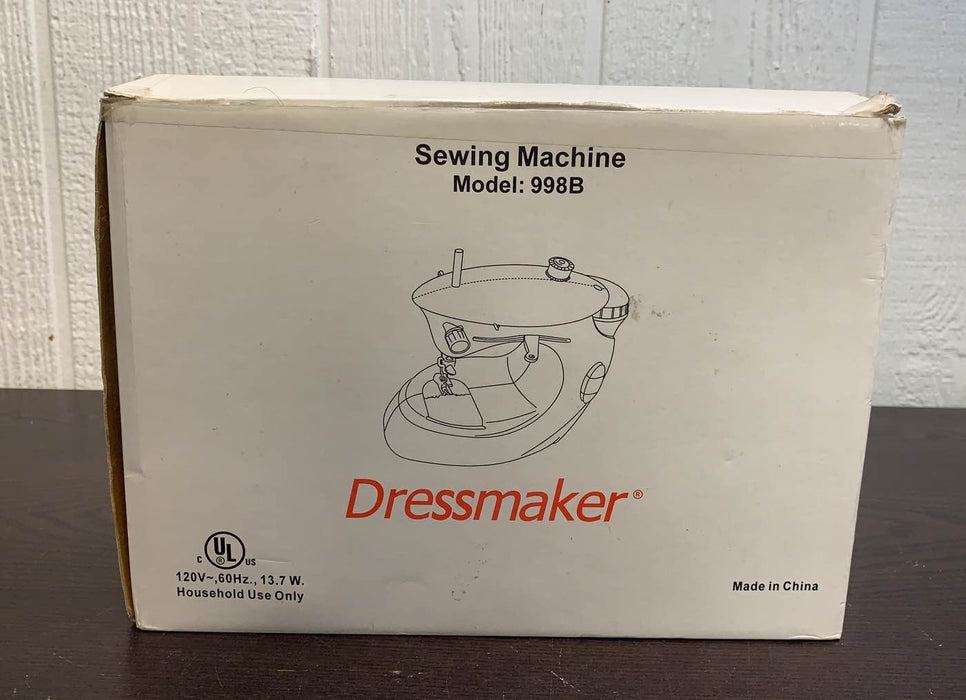 Sewing Machine
Model: 998B
Dressmaker®
C UL ® US
120V~,60Hz., 13.7 W.
Household Use Only
Made in China